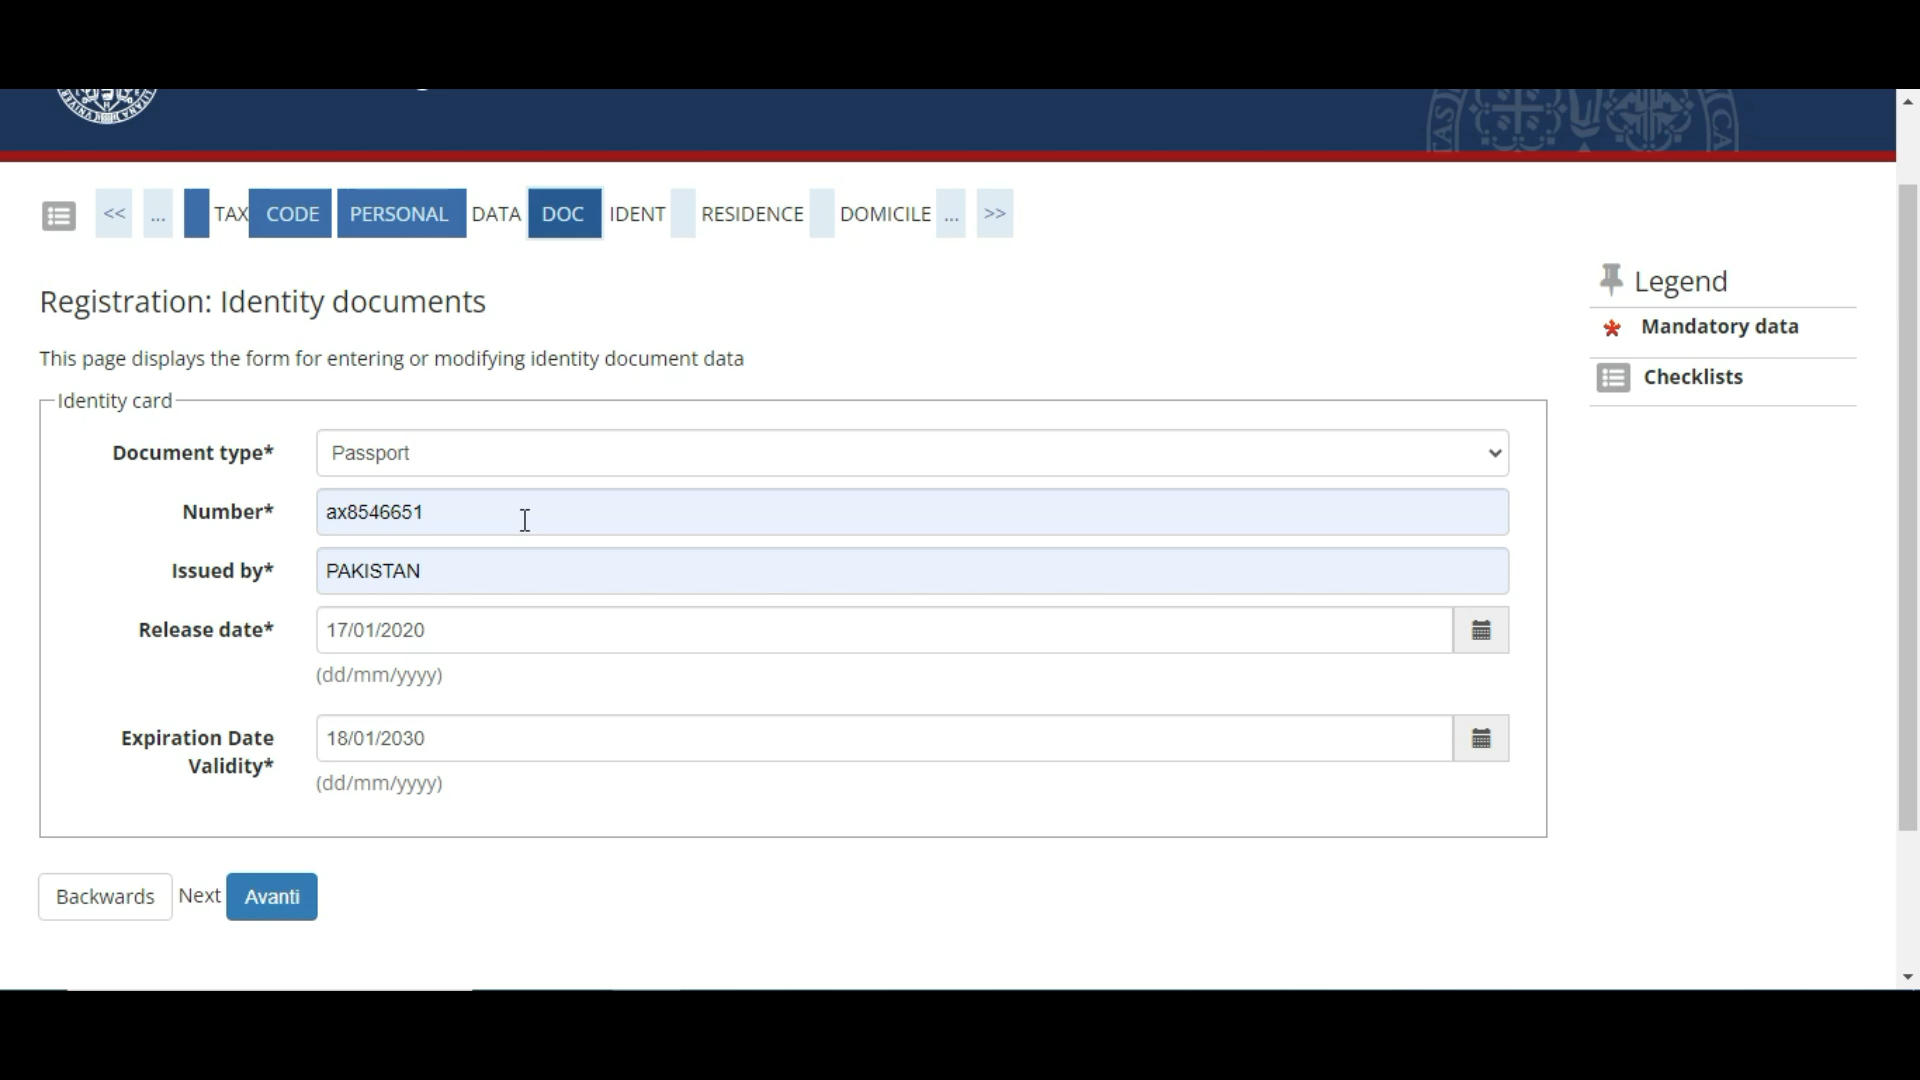 << ... TAX CODE PERSONAL DATA DOC IDENT RESIDENCE DOMICILE ... >>
Registration: Identity documents
This page displays the form for entering or modifying identity document data
Identity card
Document type* Passport
Number* ax8546651
Issued by* PAKISTAN
Release date* 17/01/2020
(dd/mm/yyyy)
Expiration Date
Validity* 18/01/2030
(dd/mm/yyyy)
Backwards Next Avanti
Legend
* Mandatory data
Checklists